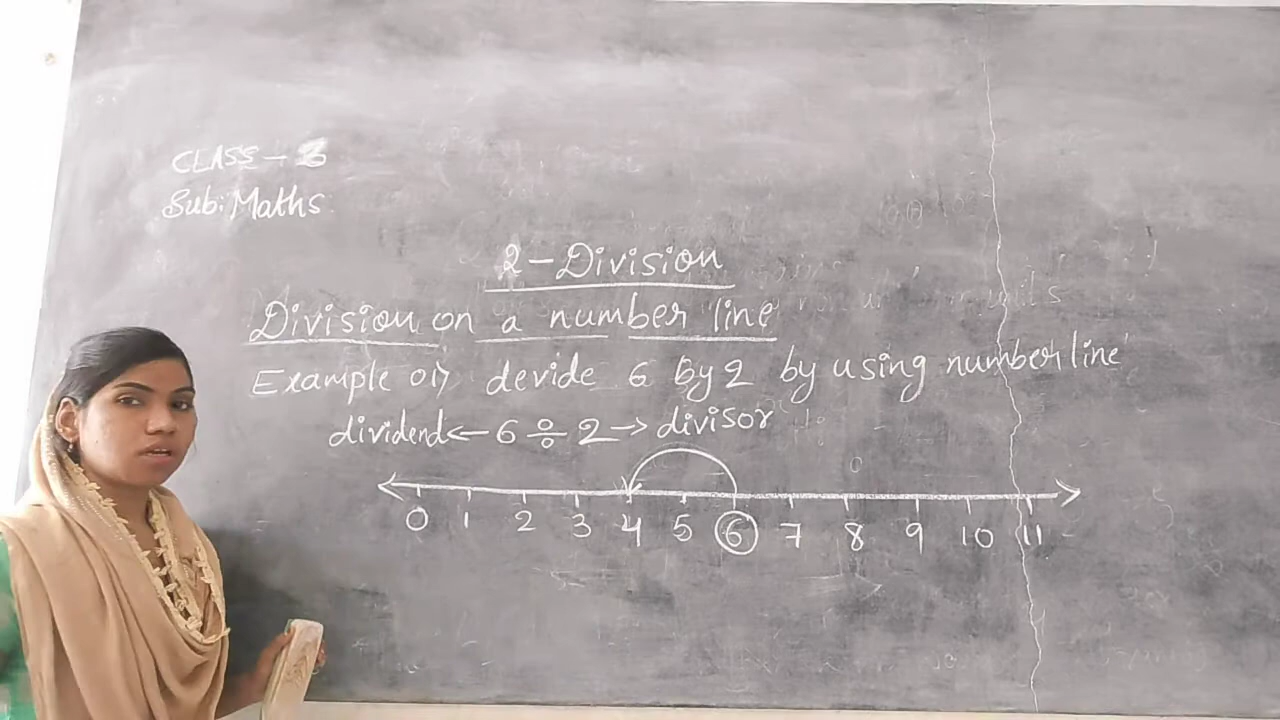 CLASS - 3
Sub: Maths
2 - Division
Division on a number line
Example 01) devide 6 by 2 by using number line
dividend ← 6 ÷ 2 → divisor
0 1 2 3 4 5 6 7 8 9 10 11